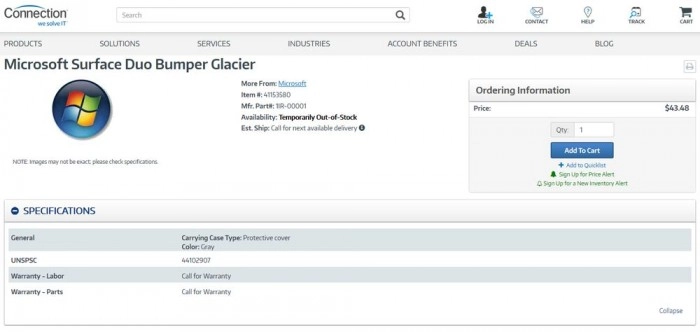 Connection
we solve IT
Search
LOG IN
CONTACT
HELP
TRACK
CART
PRODUCTS
SOLUTIONS
SERVICES
INDUSTRIES
ACCOUNT BENEFITS
DEALS
BLOG
Microsoft Surface Duo Bumper Glacier
More From: Microsoft
Item #: 41153580
Mfr. Part#: 1IR-00001
Availability: Temporarily Out-of-Stock
Est. Ship: Call for next available delivery
NOTE: Images may not be exact; please check specifications.
Ordering Information
Price: $43.48
Qty: 1
Add To Cart
+ Add to Quicklist
Sign Up for Price Alert
Sign Up for a New Inventory Alert
SPECIFICATIONS
General
Carrying Case Type: Protective cover
Color: Gray
UNSPSC 44102907
Warranty - Labor Call for Warranty
Warranty - Parts Call for Warranty
Collapse